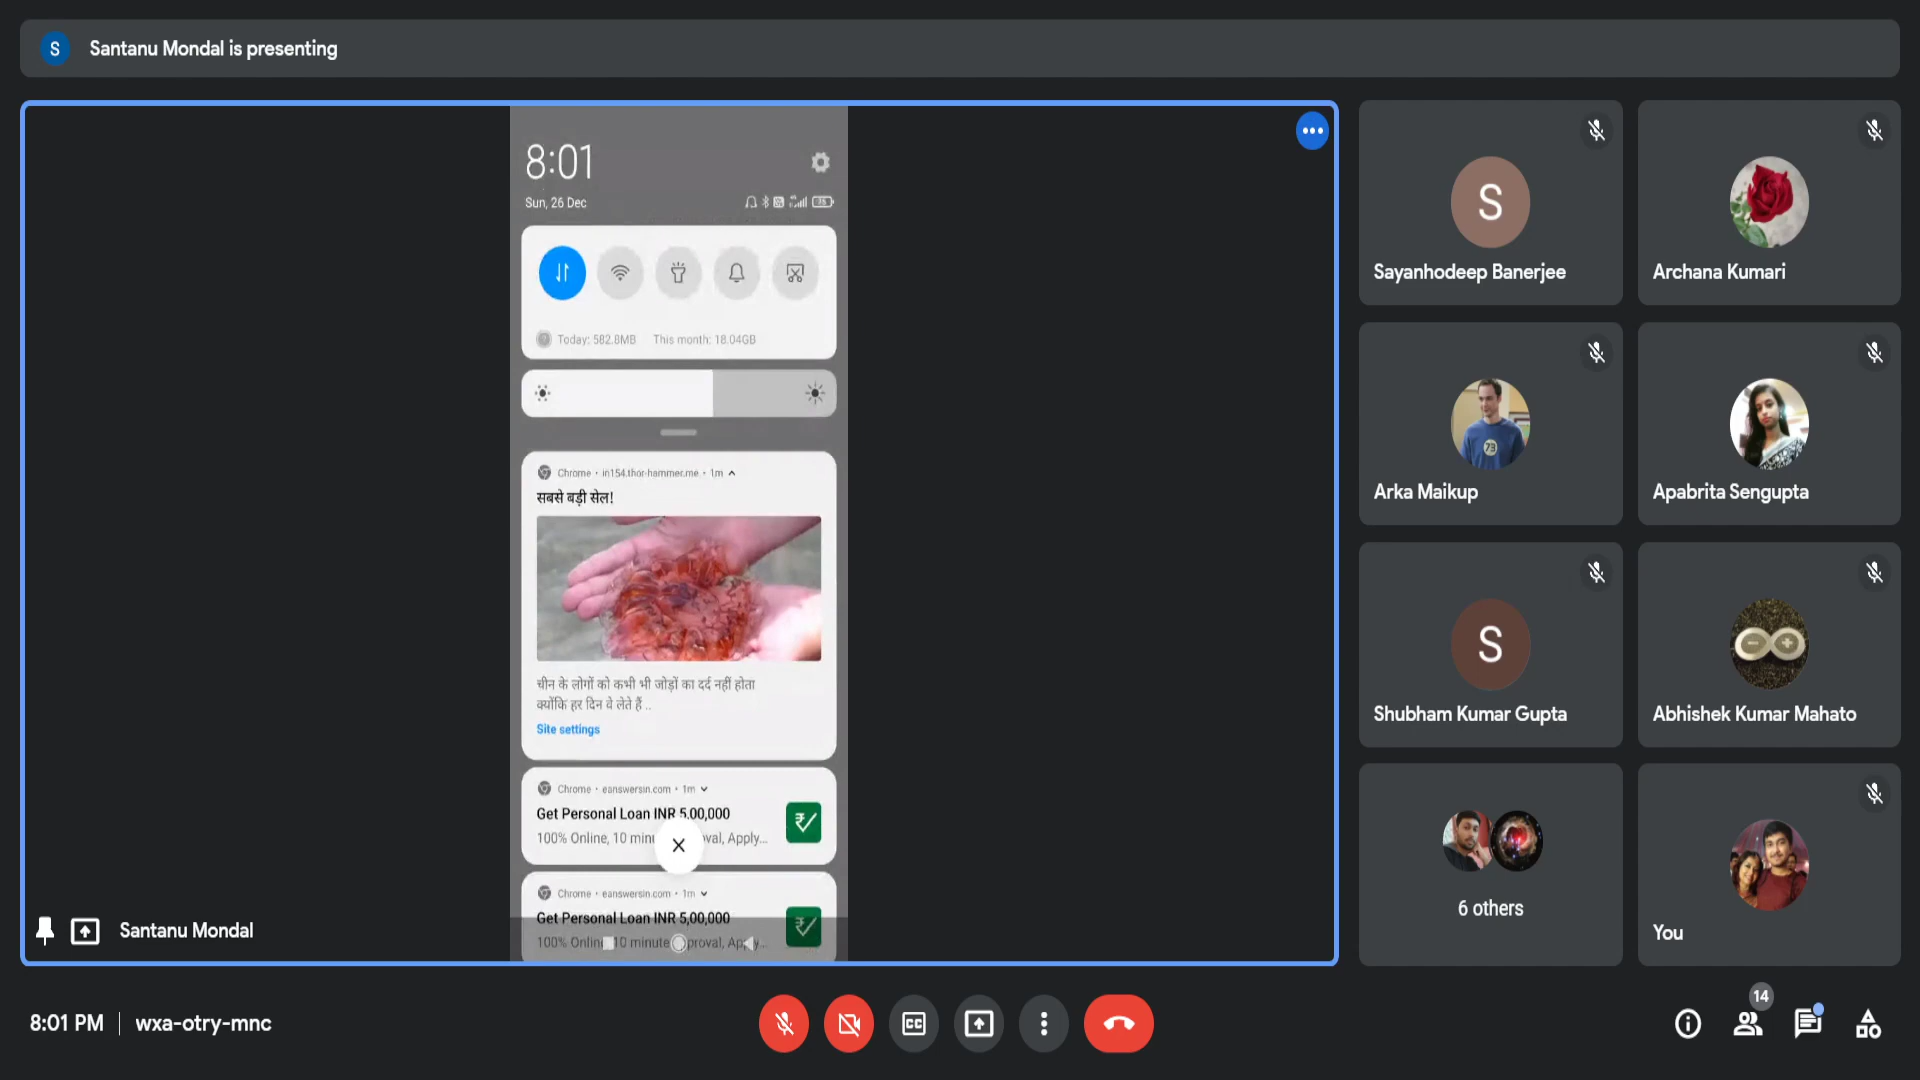 S Santanu Mondal is presenting
8:01
Sun, 26 Dec
Today: 582.8MB This month: 18.04GB
Chrome • in154.thor-hammer.me • 1m
सबसे बड़ी सेल!
चीन के लोगों को कभी भी जोड़ों का दर्द नहीं होता
क्योंकि हर दिन वे लेते हैं ..
Site settings
Chrome • eanswersin.com • 1m
Get Personal Loan INR 5,00,000
100% Online, 10 Apply...
Chrome • eanswersin.com • 1m
Get Personal Loan INR 5,00,000
100% 10
Santanu Mondal
S
Sayanhodeep Banerjee
Archana Kumari
73
Arka Maikup
Apabrita Sengupta
S
Shubham Kumar Gupta
Abhishek Kumar Mahato
6 others
You
8:01 PM | wxa-otry-mnc
CC
14